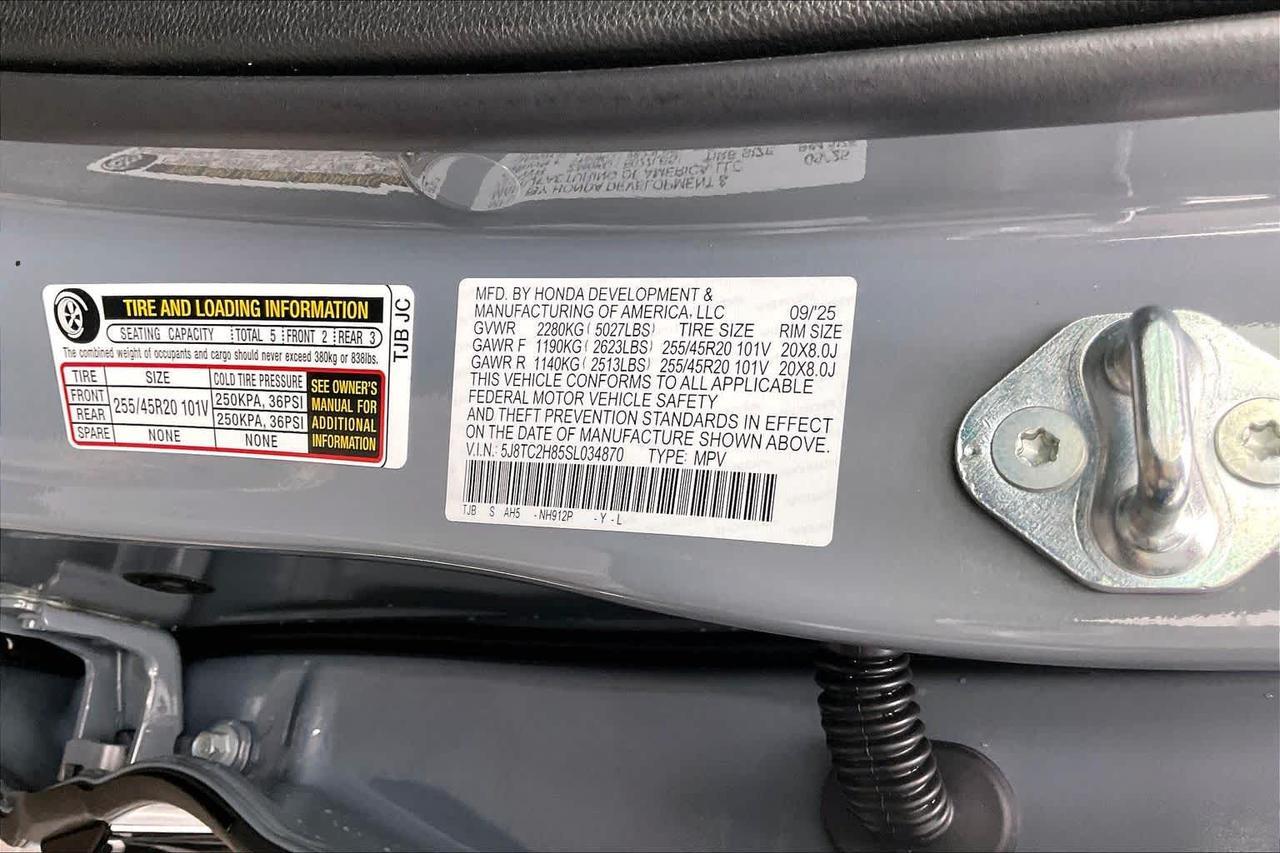 TIRE AND LOADING INFORMATION
SEATING CAPACITY TOTAL 5 FRONT 2 REAR 3
The combined weight of occupants and cargo should never exceed 380kg or 838lbs.
TIRE SIZE COLD TIRE PRESSURE
FRONT 255/45R20 101V 250KPA, 36PSI
REAR 250KPA, 36PSI
SPARE NONE NONE
SEE OWNER'S
MANUAL FOR
ADDITIONAL
INFORMATION
TJB JC
MFD. BY HONDA DEVELOPMENT &
MANUFACTURING OF AMERICA, LLC 09/'25
GVWR 2280KG ( 5027LBS) TIRE SIZE RIM SIZE
GAWR F 1190KG ( 2623LBS) 255/45R20 101V 20X8.0J
GAWR R 1140KG ( 2513LBS) 255/45R20 101V 20X8.0J
THIS VEHICLE CONFORMS TO ALL APPLICABLE
FEDERAL MOTOR VEHICLE SAFETY
AND THEFT PREVENTION STANDARDS IN EFFECT
ON THE DATE OF MANUFACTURE SHOWN ABOVE.
V.I.N.: 5J8TC2H85SL034870 TYPE: MPV
TJB S AH5 -NH912P -Y -L